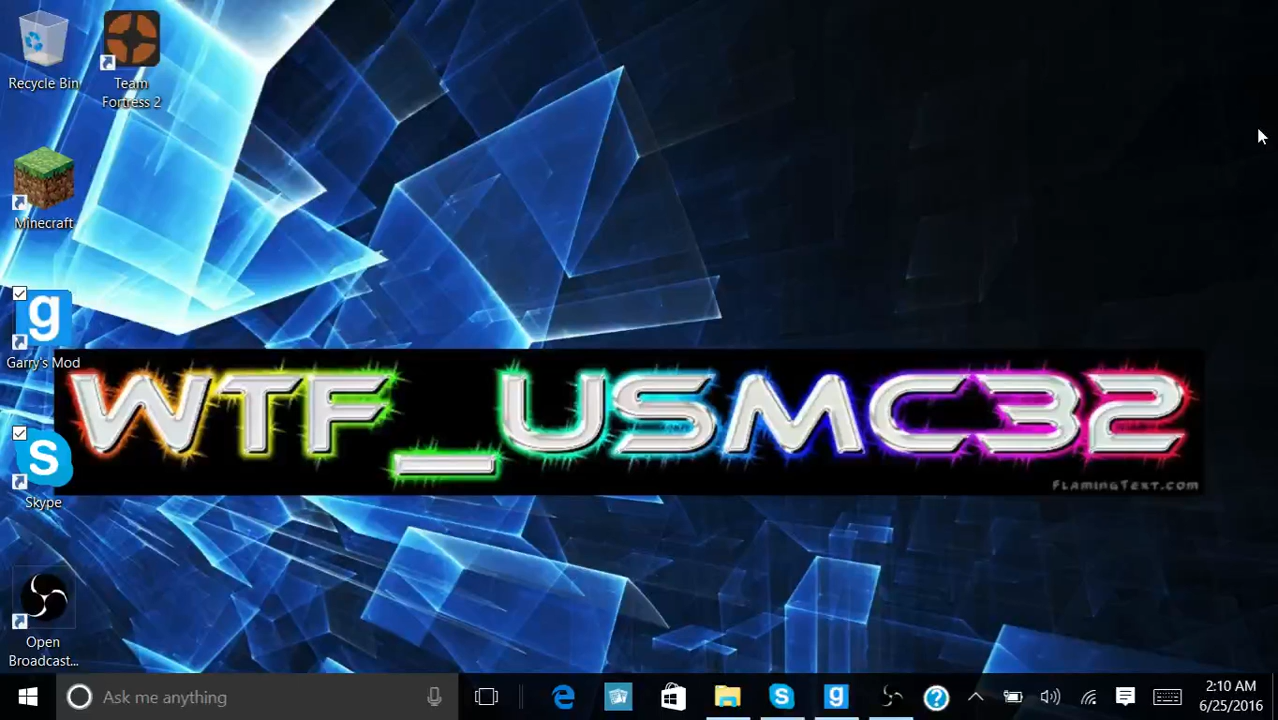 Recycle Bin
Team
Fortress 2
Minecraft
g
Garry's Mod
WTF_USMC32
FlamingText.com
S
Skype
Open
Broadcast...
Ask me anything
e
S
g
?
2:10 AM
6/25/2016